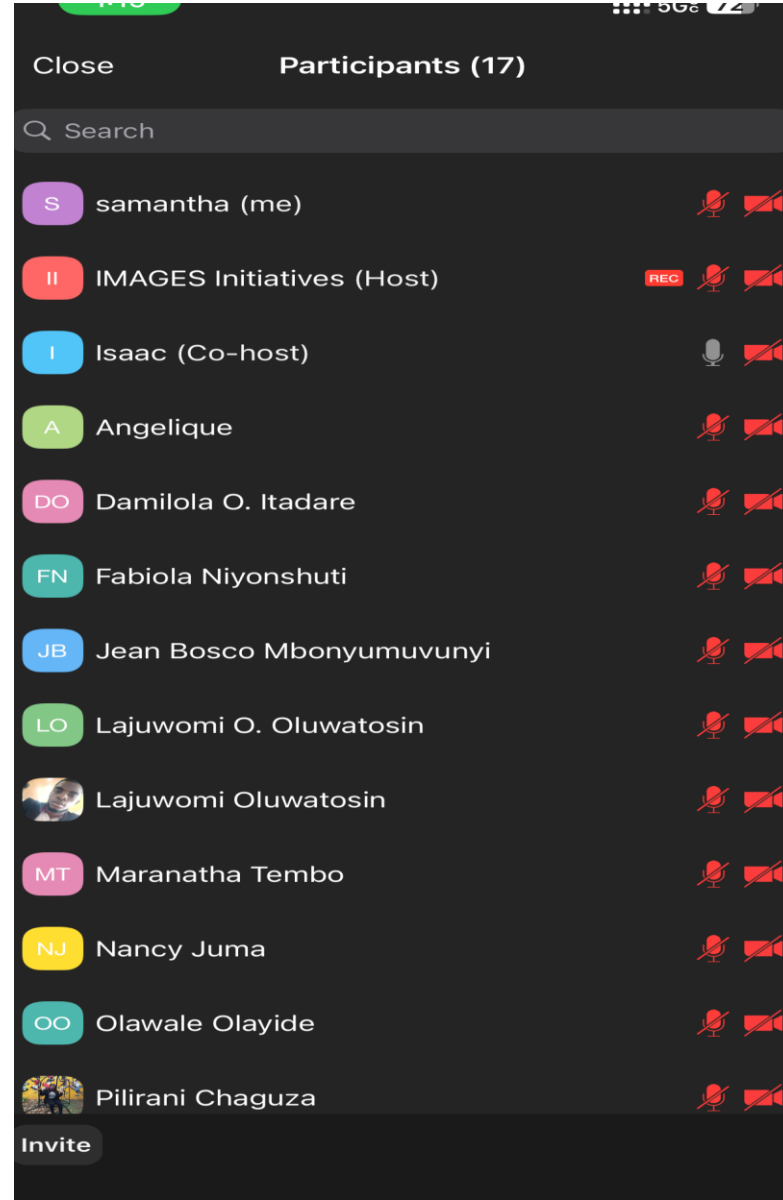 Close Participants (17)
Search
S samantha (me)
II IMAGES Initiatives (Host) REC
I Isaac (Co-host)
A Angelique
DO Damilola O. Itadare
FN Fabiola Niyonshuti
JB Jean Bosco Mbonyumuvunyi
LO Lajuwomi O. Oluwatosin
Lajuwomi Oluwatosin
MT Maranatha Tembo
NJ Nancy Juma
OO Olawale Olayide
Pilirani Chaguza
Invite